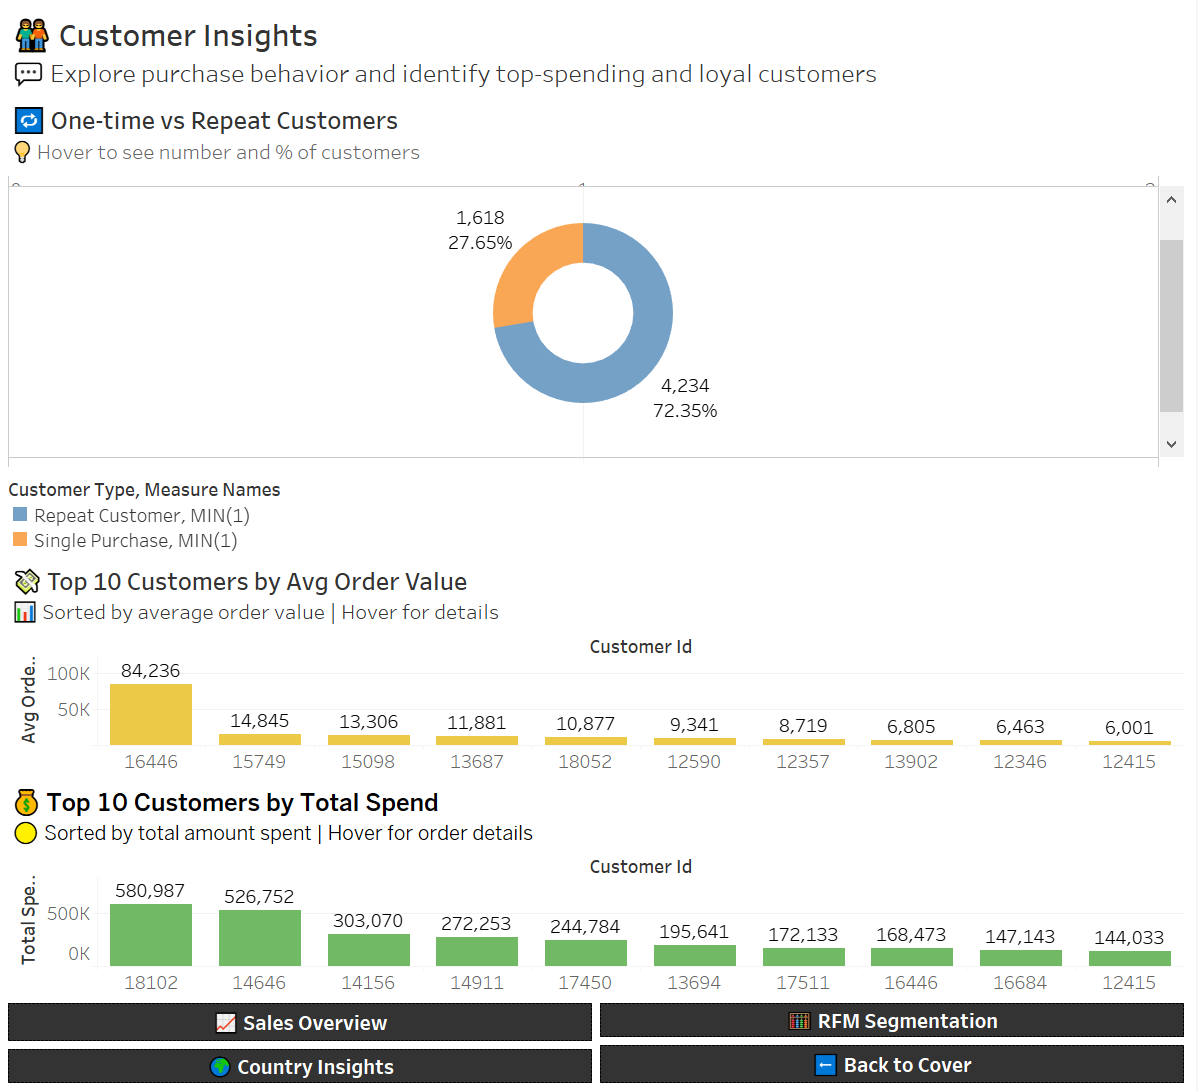 Customer Insights
Explore purchase behavior and identify top-spending and loyal customers
One-time vs Repeat Customers
Hover to see number and % of customers
1,618
27.65%
4,234
72.35%
Customer Type, Measure Names
Repeat Customer, MIN(1)
Single Purchase, MIN(1)
Top 10 Customers by Avg Order Value
Sorted by average order value | Hover for details
Customer Id
Avg Orde..
100K
50K
84,236 14,845 13,306 11,881 10,877 9,341 8,719 6,805 6,463 6,001
16446 15749 15098 13687 18052 12590 12357 13902 12346 12415
Top 10 Customers by Total Spend
Sorted by total amount spent | Hover for order details
Customer Id
Total Spe..
500K
0K
580,987 526,752 303,070 272,253 244,784 195,641 172,133 168,473 147,143 144,033
18102 14646 14156 14911 17450 13694 17511 16446 16684 12415
Sales Overview
RFM Segmentation
Country Insights
Back to Cover